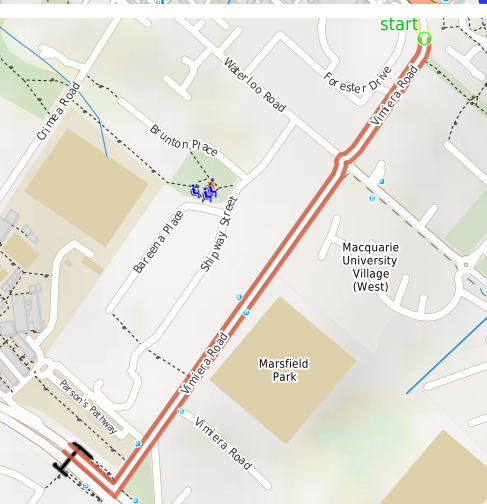 start
Forester Drive
Waterloo Road
Vimiera Road
Crimea Road
Brunton Place
Shipway Street
Bareena Place
Macquarie
University
Village
(West)
Vimiera Road
Marsfield
Park
Parson's Pathway
Vimiera Road